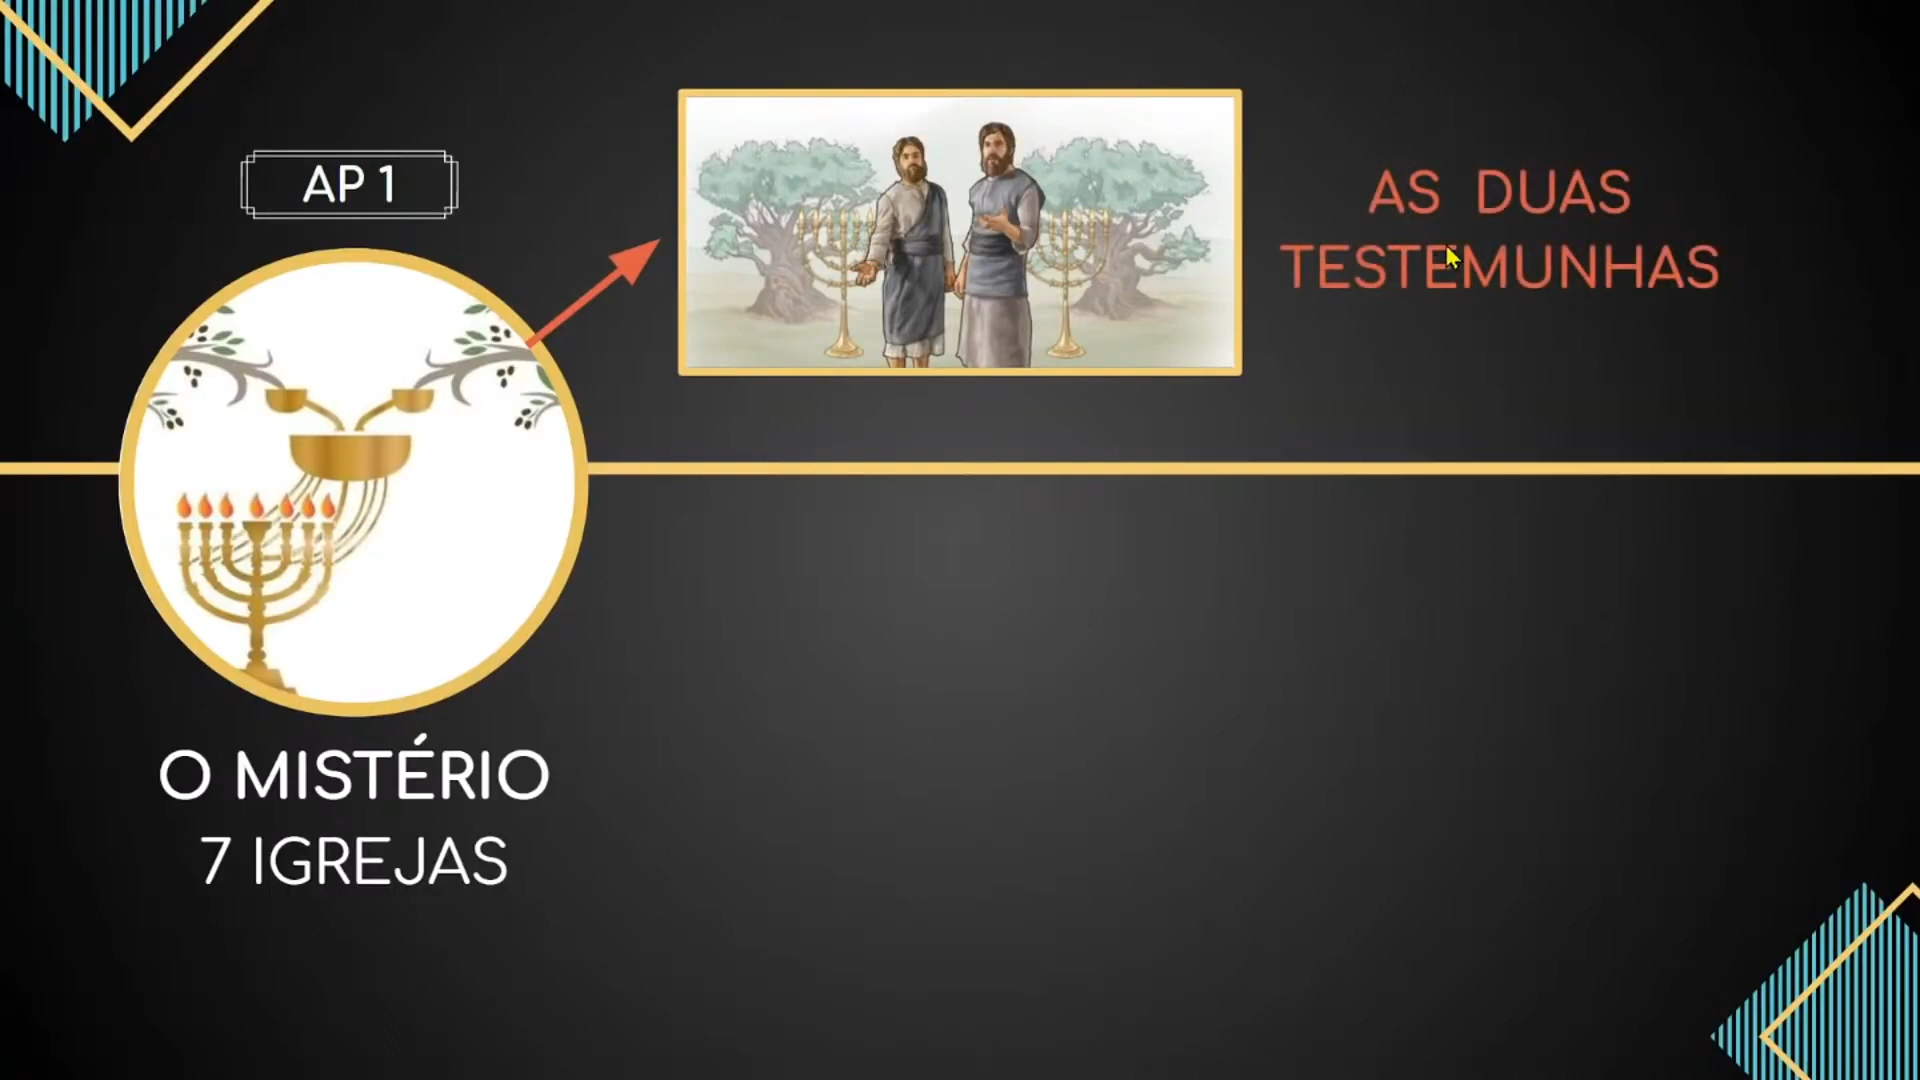 AP 1
AS DUAS
TESTEMUNHAS
O MISTÉRIO
7 IGREJAS